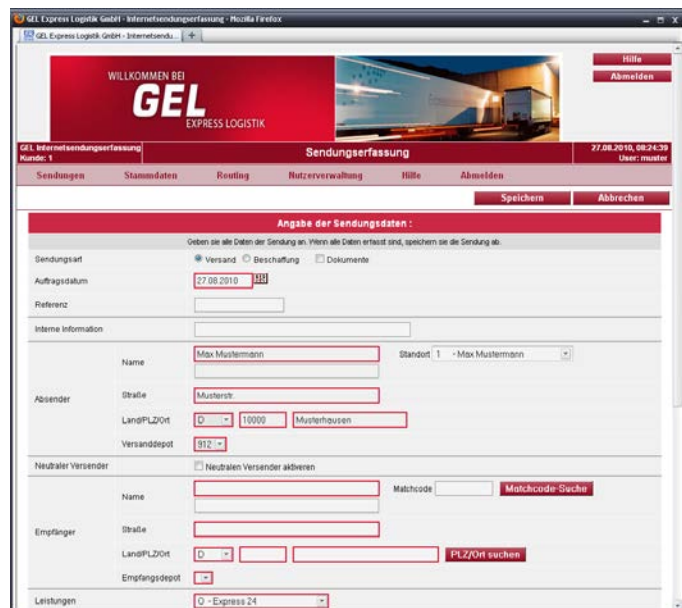 GEL Express Logistik GmbH - Internetsendungserfassung - Mozilla Firefox
GEL Express Logistik GmbH - Internetsendu...
WILLKOMMEN BEI
GEL
EXPRESS LOGISTIK
Hilfe
Abmelden
GEL Internetsendungserfassung
Kunde: 1
Sendungserfassung
27.08.2010, 08:24:39
User: muster
Sendungen Stammdaten Routing Nutzerverwaltung Hilfe Abmelden
Speichern Abbrechen
Angabe der Sendungsdaten :
Geben sie alle Daten der Sendung an. Wenn alle Daten erfasst sind, speichern sie die Sendung ab.
Sendungsart Versand Beschaffung Dokumente
Auftragsdatum 27.08.2010
Referenz
Interne Information
Absender
Name Max Mustermann Standort 1 - Max Mustermann
Straße Musterstr.
Land/PLZ/Ort D 10000 Musterhausen
Versanddepot 912
Neutraler Versender Neutralen Versender aktiveren
Empfänger
Name Matchcode Matchcode-Suche
Straße
Land/PLZ/Ort D PLZ/Ort suchen
Empfangsdepot
Leistungen O - Express 24